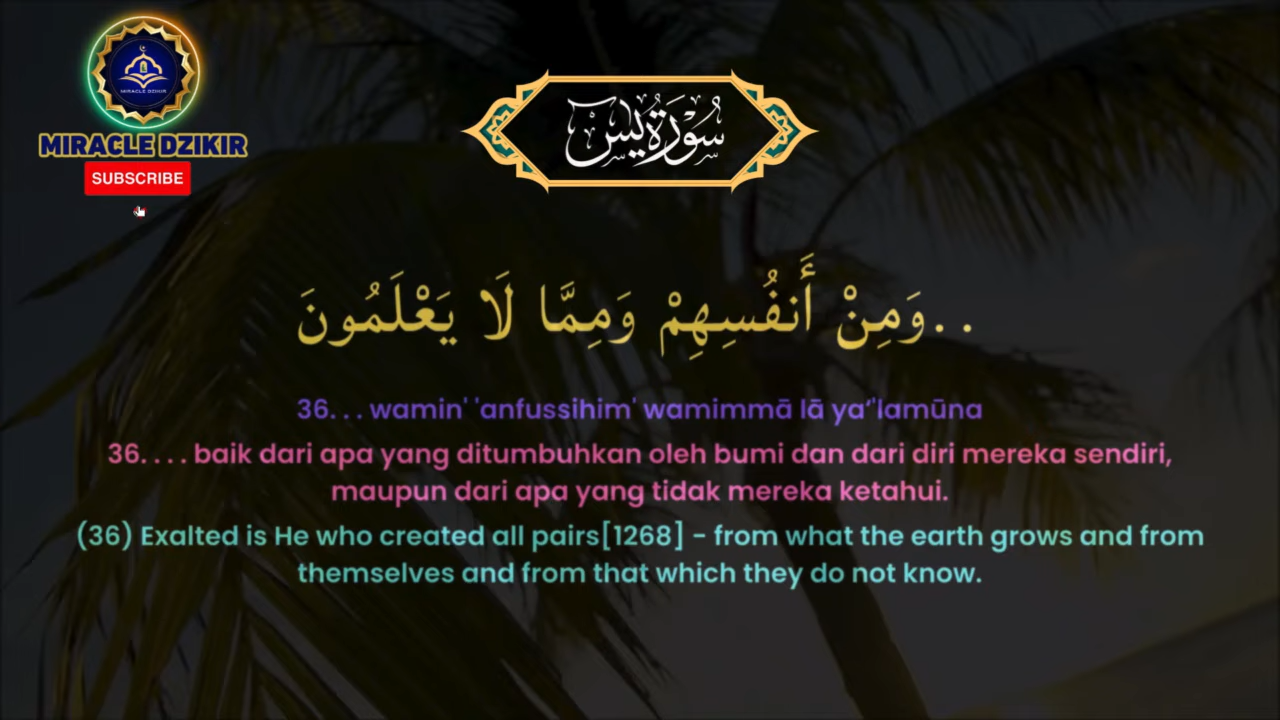 MIRACLE DZIKIR
MIRACLE DZIKIR
SUBSCRIBE
سُورَةُ يس
..وَمِنْ أَنفُسِهِمْ وَمِمَّا لَا يَعْلَمُونَ
36. . . wamin' 'anfussihim' wamimmā lā ya‘'lamūna
36. . . . baik dari apa yang ditumbuhkan oleh bumi dan dari diri mereka sendiri,
maupun dari apa yang tidak mereka ketahui.
(36) Exalted is He who created all pairs[1268] - from what the earth grows and from
themselves and from that which they do not know.